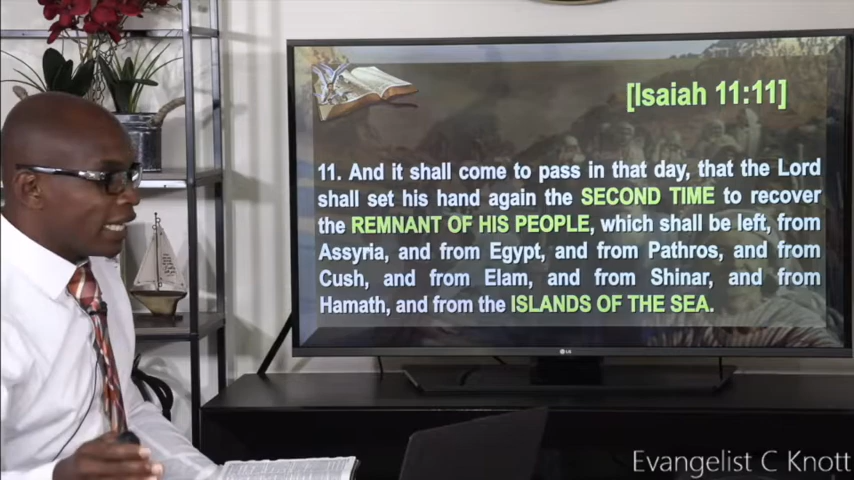 [Isaiah 11:11]
11. And it shall come to pass in that day, that the Lord
shall set his hand again the SECOND TIME to recover
the REMNANT OF HIS PEOPLE, which shall be left, from
Assyria, and from Egypt, and from Pathros, and from
Cush, and from Elam, and from Shinar, and from
Hamath, and from the ISLANDS OF THE SEA.
LG
Evangelist C Knott